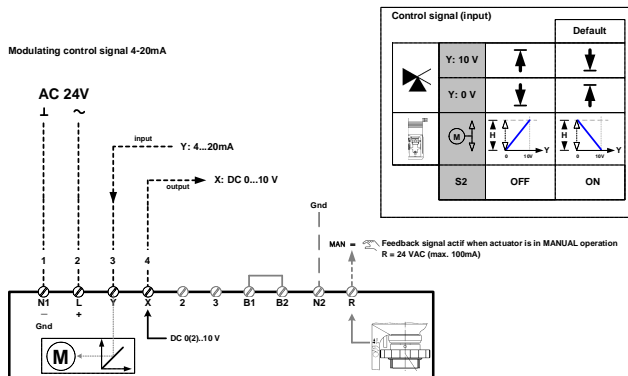 Control signal (input)
Default
Modulating control signal 4-20mA
Y: 10 V
Y: 0 V
AC 24V
⊥ ~
input
Y: 4...20mA
output
X: DC 0...10 V
M
H
0 10V Y
H
0 10V Y
S2 OFF ON
Gnd
MAN = Feedback signal actif when actuator is in MANUAL operation
R = 24 VAC (max. 100mA)
1 2 3 4
N1 L Y X 2 3 B1 B2 N2 R
− +
Gnd
DC 0(2)..10 V
M